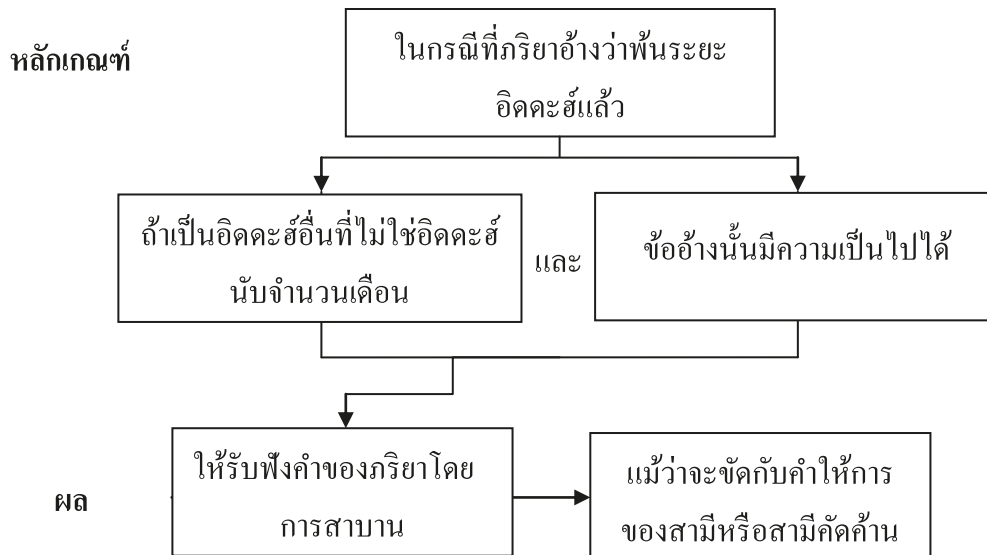 หลักเกณฑ์
ในกรณีที่ภริยาอ้างว่าพ้นระยะ
อิดดะฮ์แล้ว
ถ้าเป็นอิดดะฮ์อื่นที่ไม่ใช่อิดดะฮ์
นับจำนวนเดือน
และ
ข้ออ้างนั้นมีความเป็นไปได้
ผล
ให้รับฟังคำของภริยาโดย
การสาบาน
แม้ว่าจะขัดกับคำให้การ
ของสามีหรือสามีคัดค้าน